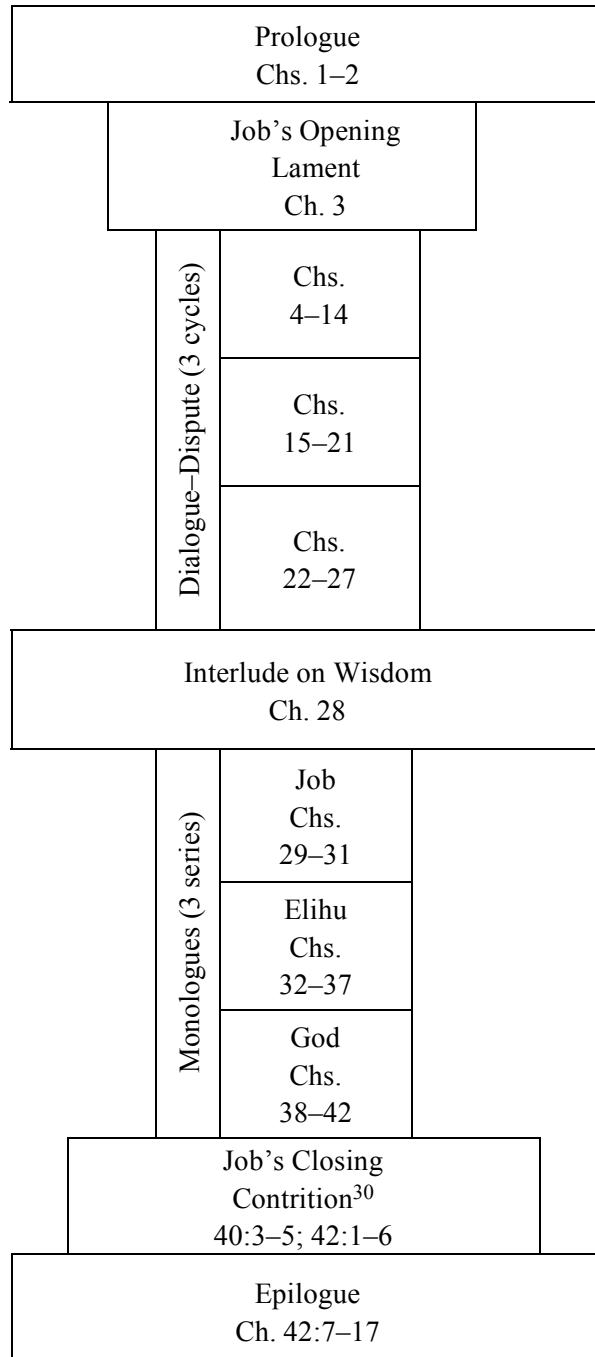 Prologue
Chs. 1–2
Job’s Opening
Lament
Ch. 3
Dialogue–Dispute (3 cycles)
Chs.
4–14
Chs.
15–21
Chs.
22–27
Interlude on Wisdom
Ch. 28
Monologues (3 series)
Job
Chs.
29–31
Elihu
Chs.
32–37
God
Chs.
38–42
Job’s Closing
Contrition30
40:3–5; 42:1–6
Epilogue
Ch. 42:7–17